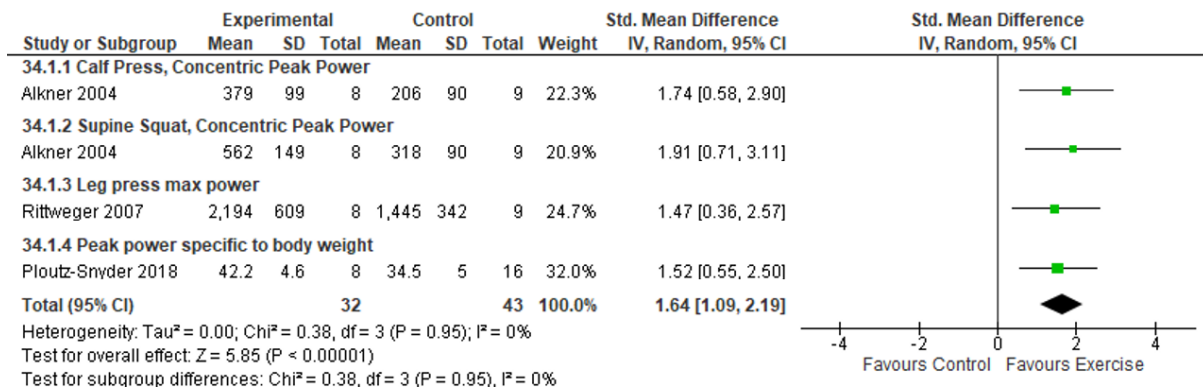 Experimental Control Std. Mean Difference Std. Mean Difference
Study or Subgroup Mean SD Total Mean SD Total Weight IV, Random, 95% CI IV, Random, 95% CI
34.1.1 Calf Press, Concentric Peak Power
Alkner 2004 379 99 8 206 90 9 22.3% 1.74 [0.58, 2.90]
34.1.2 Supine Squat, Concentric Peak Power
Alkner 2004 562 149 8 318 90 9 20.9% 1.91 [0.71, 3.11]
34.1.3 Leg press max power
Rittweger 2007 2,194 609 8 1,445 342 9 24.7% 1.47 [0.36, 2.57]
34.1.4 Peak power specific to body weight
Ploutz-Snyder 2018 42.2 4.6 8 34.5 5 16 32.0% 1.52 [0.55, 2.50]
Total (95% CI) 32 43 100.0% 1.64 [1.09, 2.19]
Heterogeneity: Tau² = 0.00; Chi² = 0.38, df = 3 (P = 0.95); I² = 0%
Test for overall effect: Z = 5.85 (P < 0.00001)
Test for subgroup differences: Chi² = 0.38, df = 3 (P = 0.95), I² = 0%
-4 -2 0 2 4
Favours Control Favours Exercise